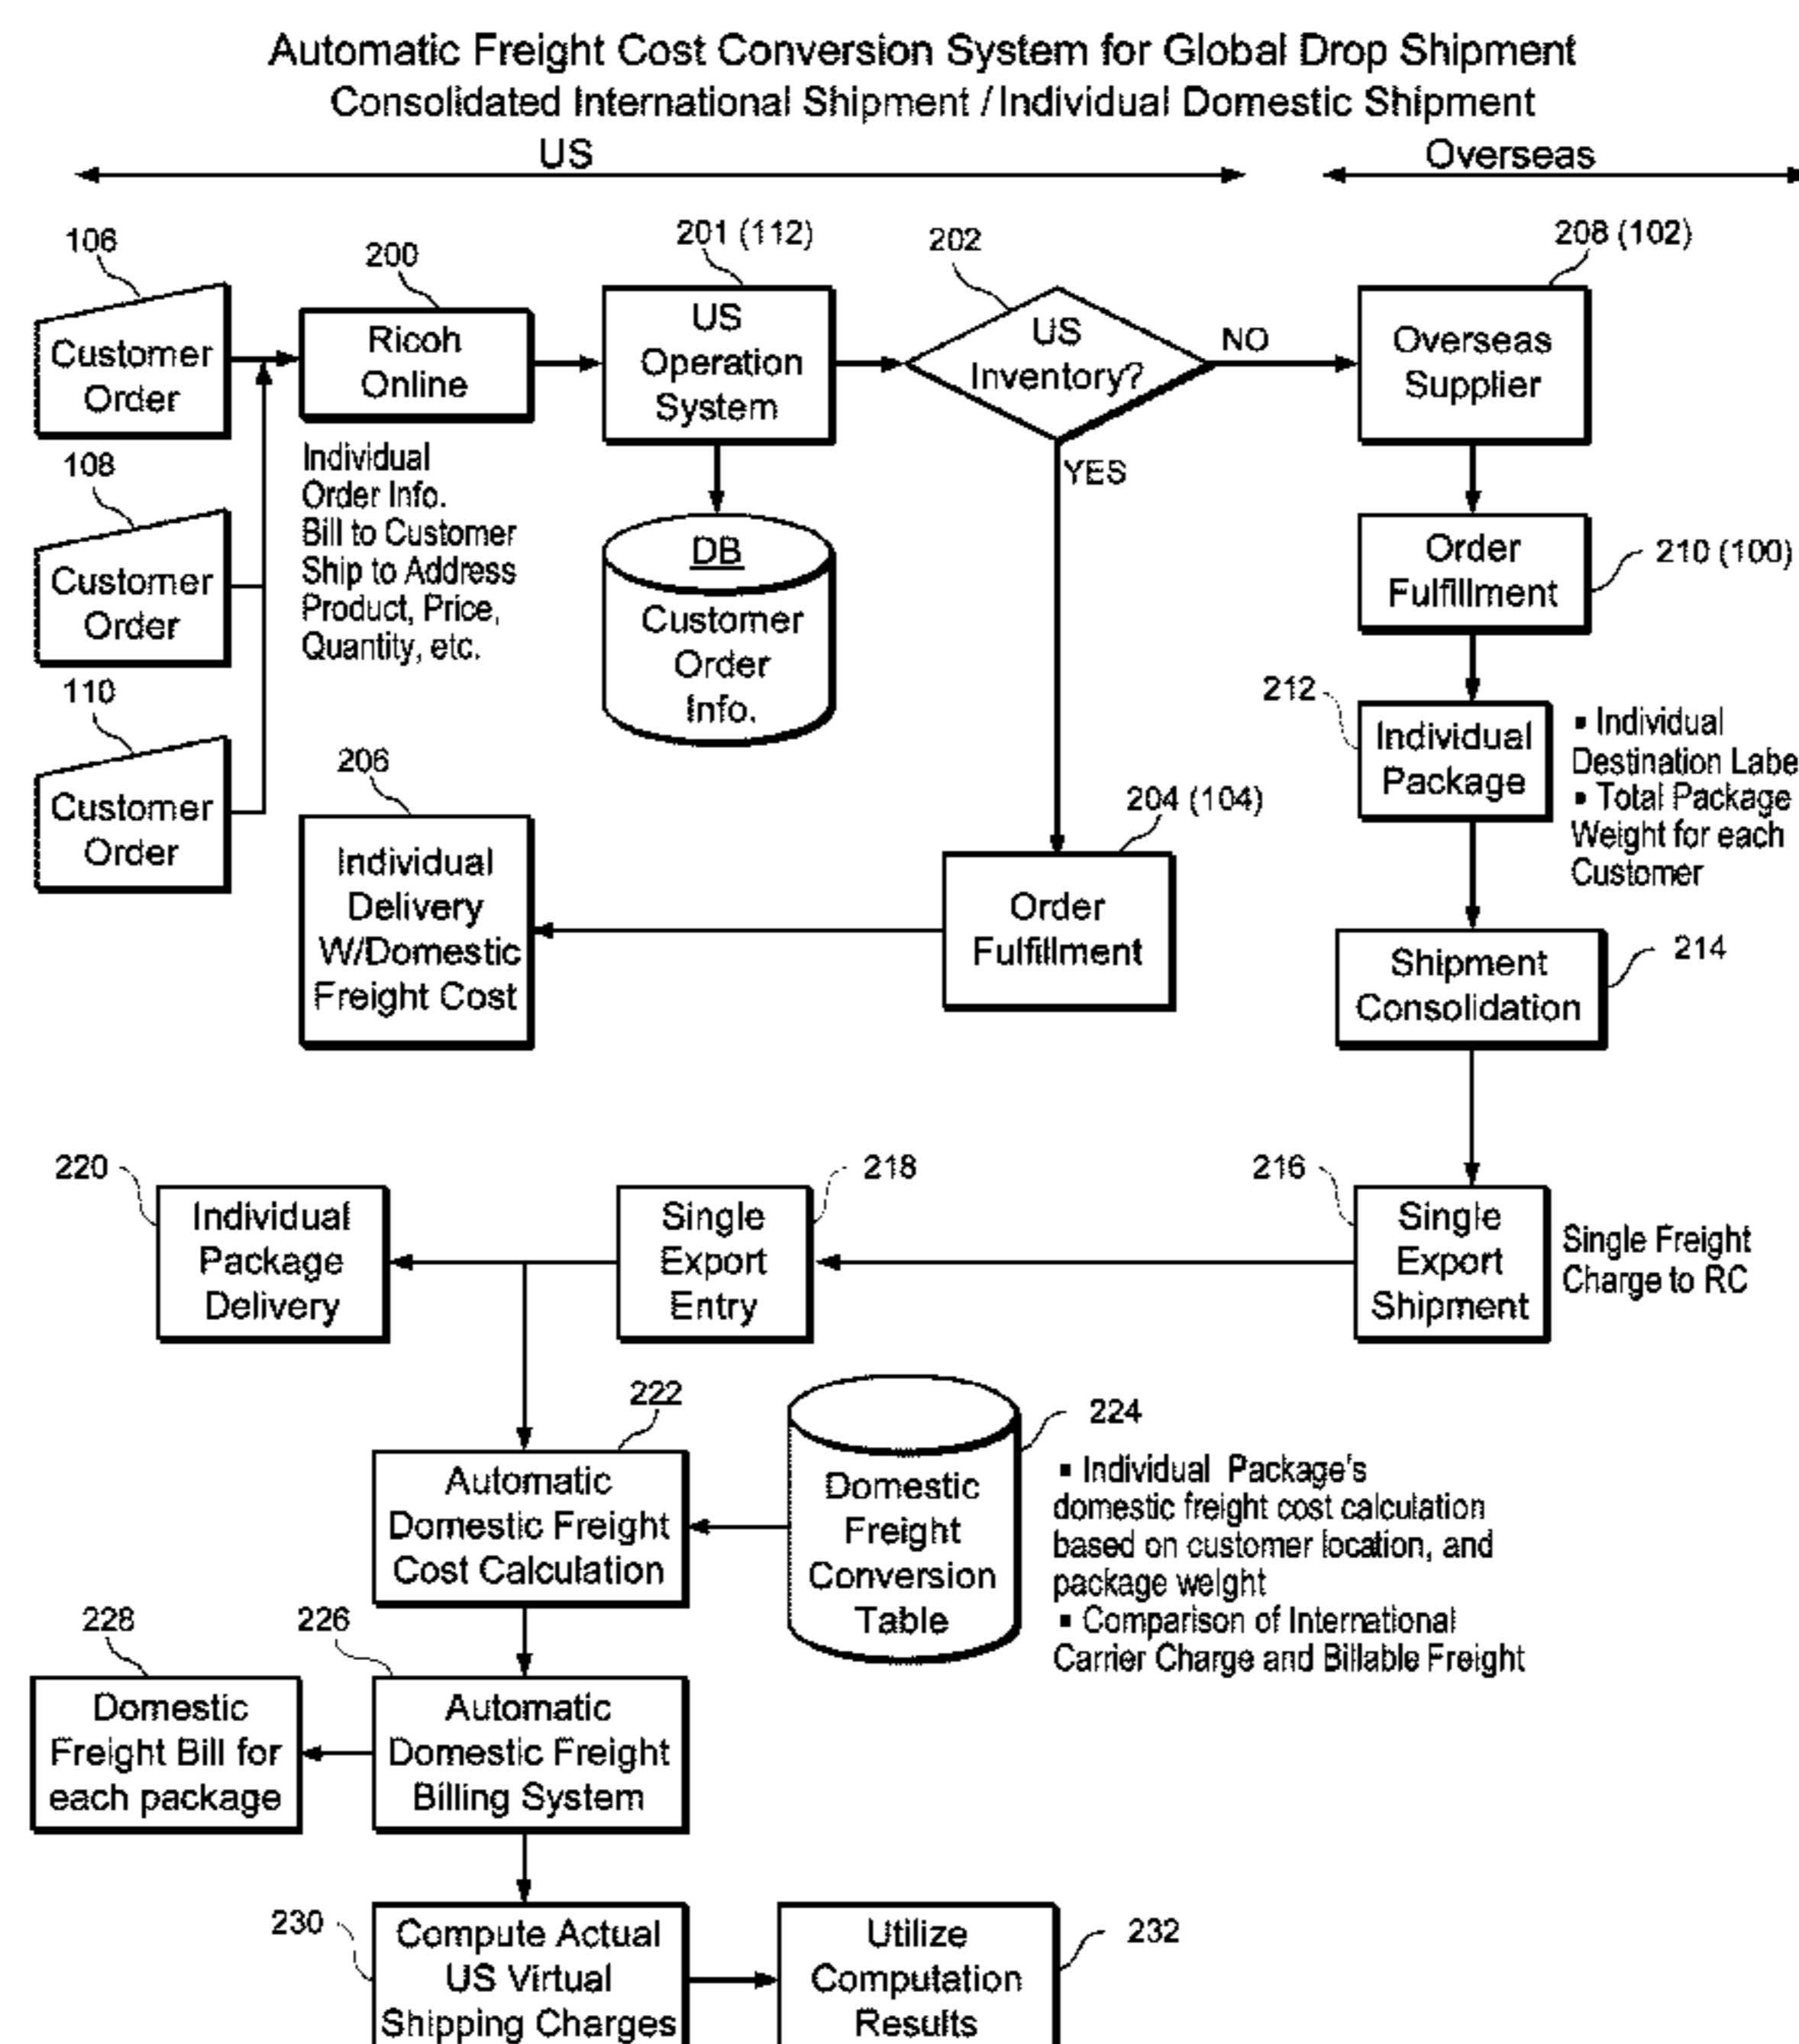 Automatic Freight Cost Conversion System for Global Drop Shipment
Consolidated International Shipment / Individual Domestic Shipment
US
Overseas
106
Customer
Order
108
Customer
Order
110
Customer
Order
200
Ricoh
Online
Individual
Order Info.
Bill to Customer
Ship to Address
Product, Price,
Quantity, etc.
201 (112)
US
Operation
System
DB
Customer
Order
Info.
202
US
Inventory?
NO
YES
208 (102)
Overseas
Supplier
Order
Fulfillment
210 (100)
212
Individual
Package
▪ Individual
Destination Labe
▪ Total Package
Weight for each
Customer
206
Individual
Delivery
W/Domestic
Freight Cost
204 (104)
Order
Fulfillment
Shipment
Consolidation
214
220
Individual
Package
Delivery
218
Single
Export
Entry
216
Single
Export
Shipment
Single Freight
Charge to RC
222
Automatic
Domestic Freight
Cost Calculation
224
Domestic
Freight
Conversion
Table
▪ Individual Package's
domestic freight cost calculation
based on customer location, and
package weight
▪ Comparison of International
Carrier Charge and Billable Freight
228
Domestic
Freight Bill for
each package
226
Automatic
Domestic Freight
Billing System
230
Compute Actual
US Virtual
Shipping Charges
Utilize
Computation
Results
232